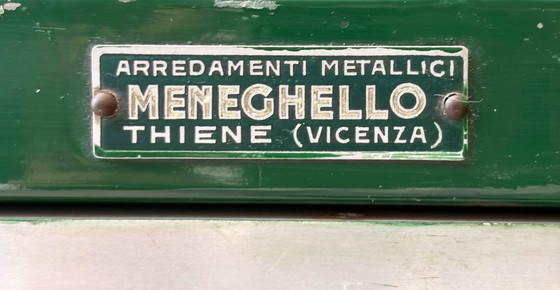 ARREDAMENTI METALLICI
MENEGHELLO
THIENE (VICENZA)